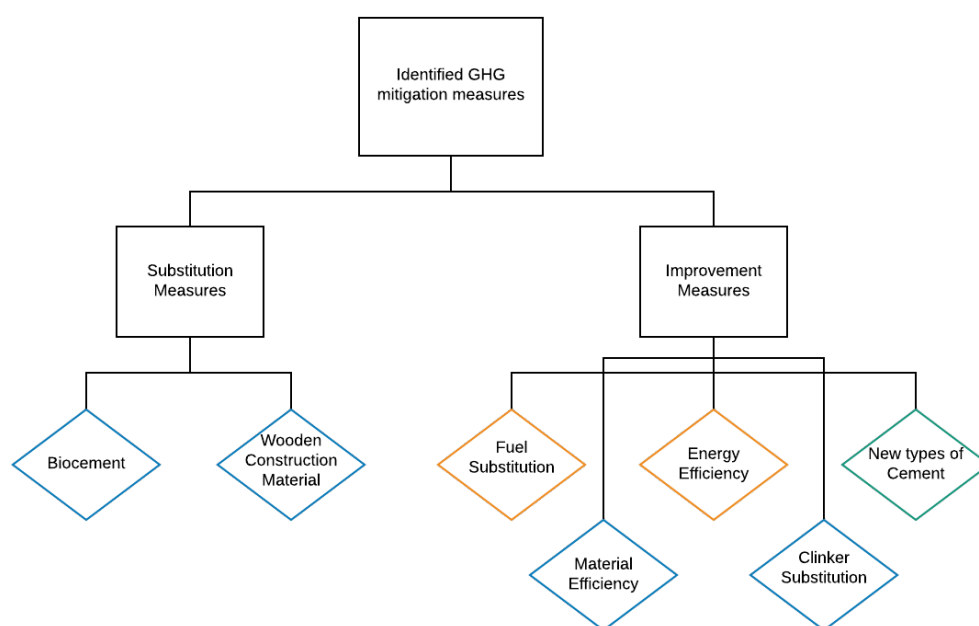 Identified GHG
mitigation measures
Substitution
Measures
Improvement
Measures
Biocement
Wooden
Construction
Material
Fuel
Substitution
Energy
Efficiency
New types of
Cement
Material
Efficiency
Clinker
Substitution